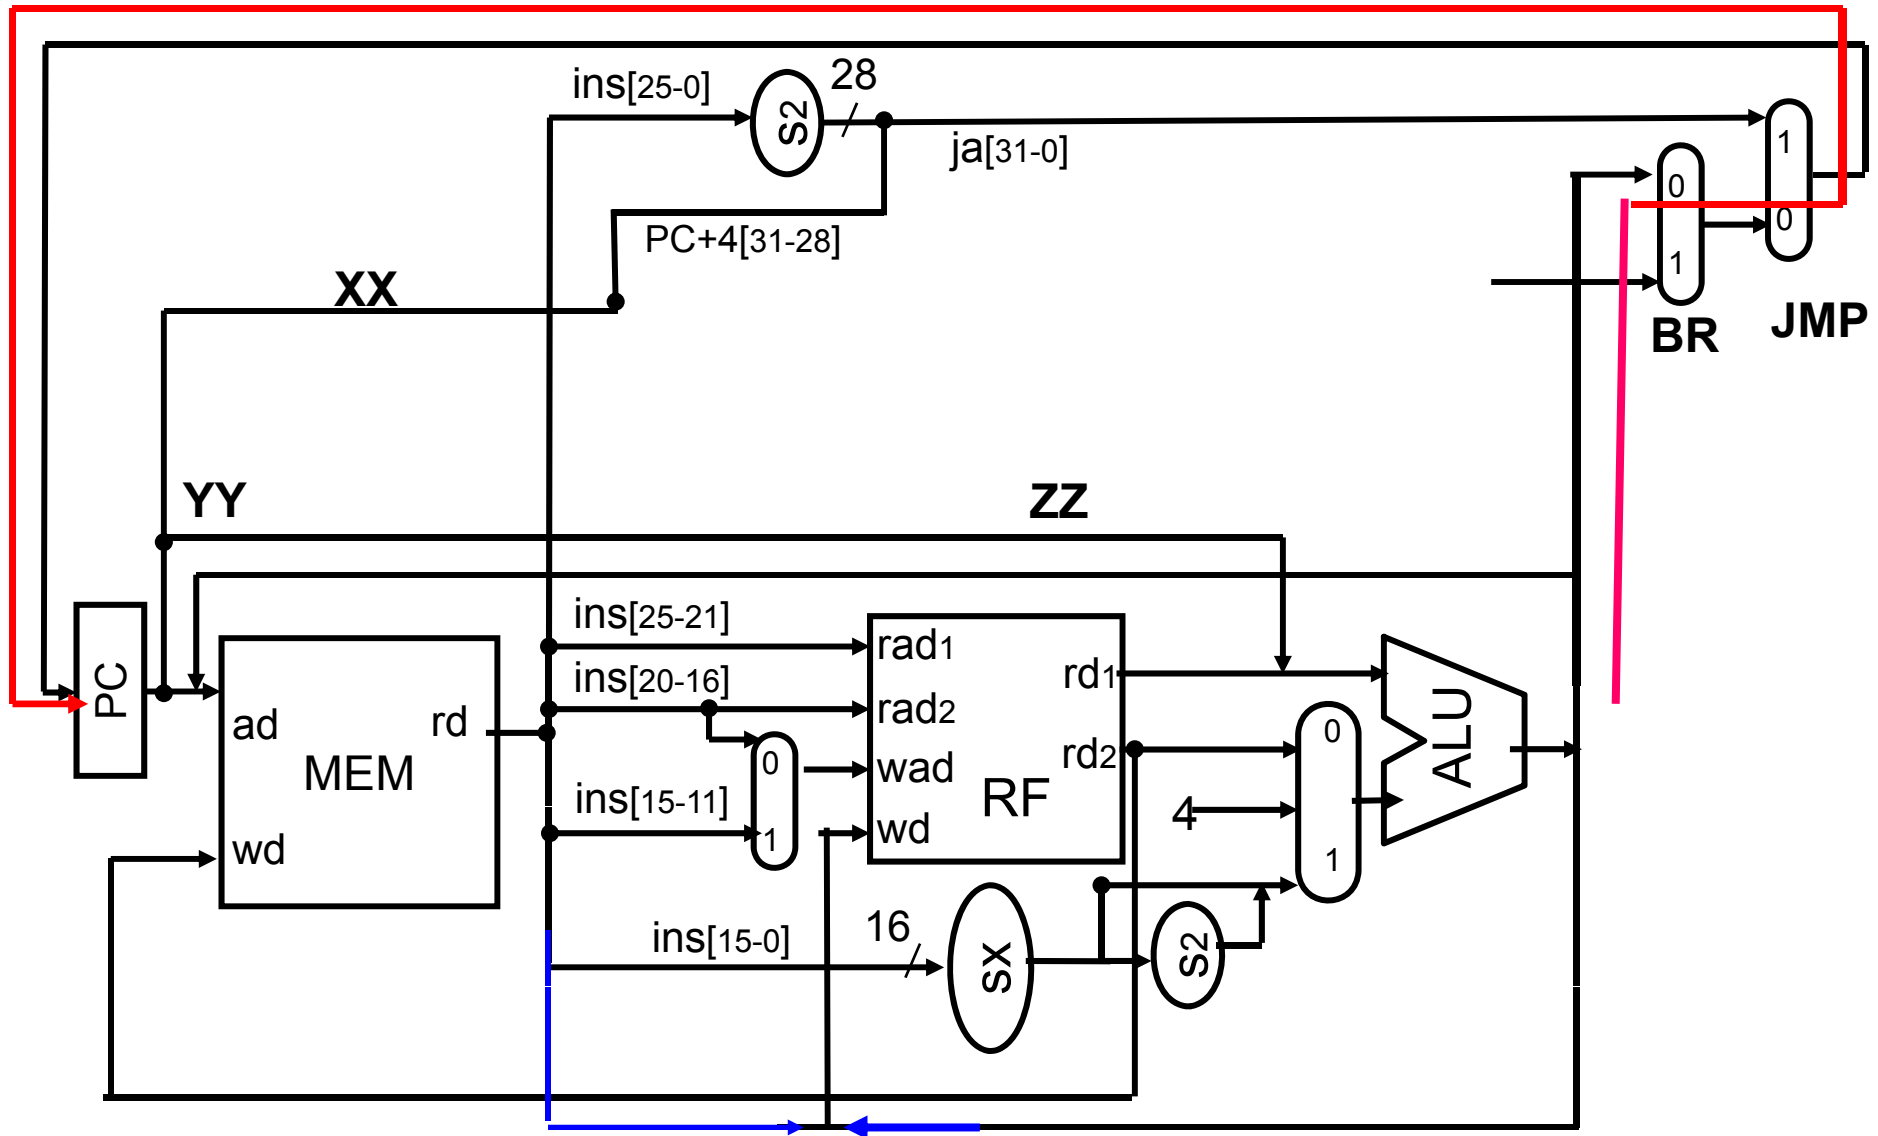 28
ins[25-0]
s2
ja[31-0]
1
0
0
1
PC+4[31-28]
XX
BR
JMP
YY
ZZ
PC
ad
rd
MEM
wd
ins[25-21]
ins[20-16]
ins[15-11]
0
1
rad1
rad2
wad
wd
rd1
rd2
RF
4
0
1
ALU
ins[15-0]
16
sx
s2